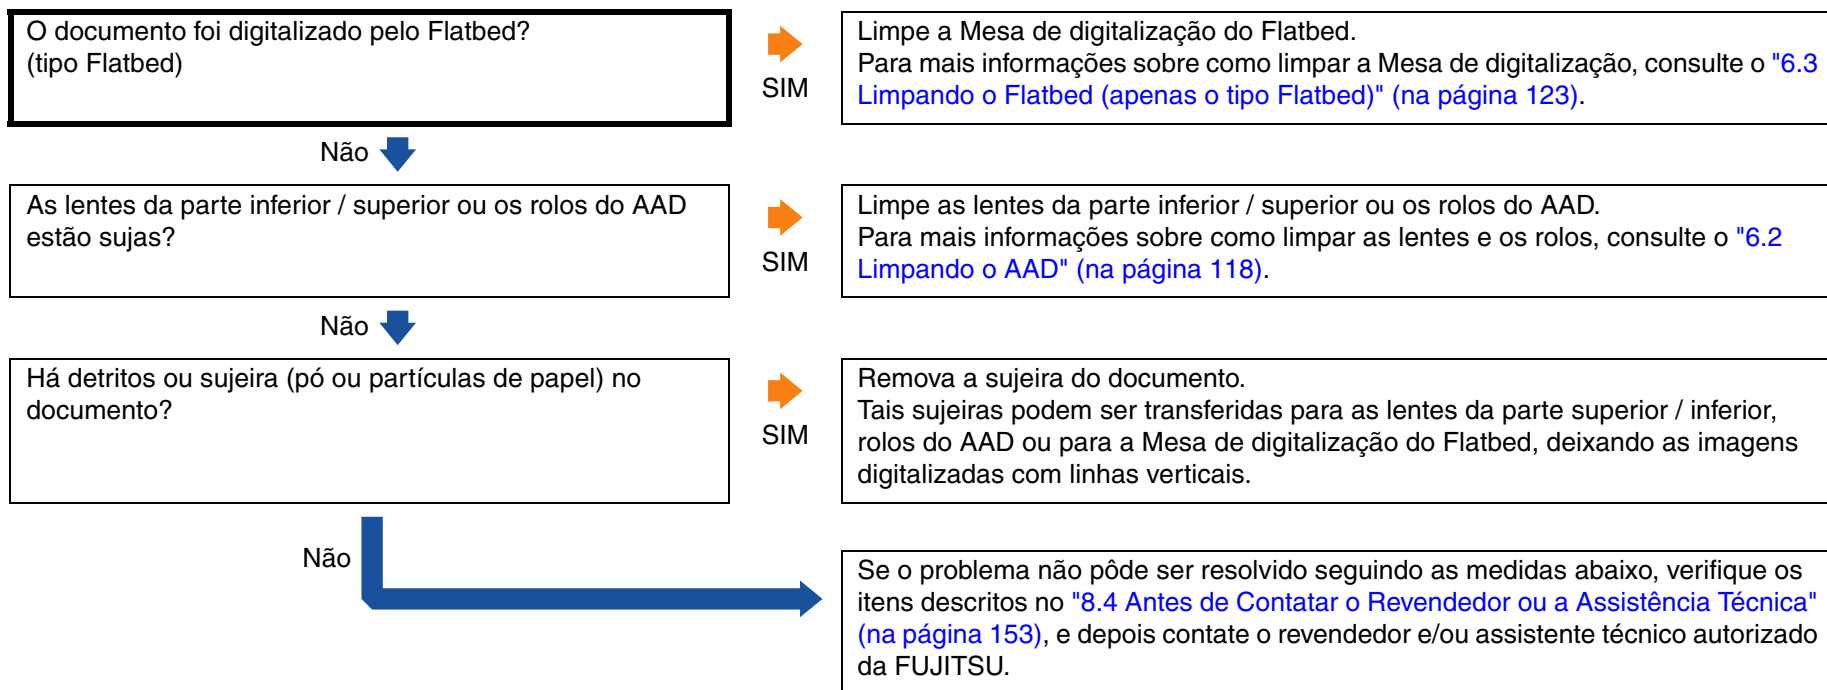 O documento foi digitalizado pelo Flatbed?
(tipo Flatbed)
SIM
Limpe a Mesa de digitalização do Flatbed.
Para mais informações sobre como limpar a Mesa de digitalização, consulte o "6.3
Limpando o Flatbed (apenas o tipo Flatbed)" (na página 123).
Não
As lentes da parte inferior / superior ou os rolos do AAD
estão sujas?
SIM
Limpe as lentes da parte inferior / superior ou os rolos do AAD.
Para mais informações sobre como limpar as lentes e os rolos, consulte o "6.2
Limpando o AAD" (na página 118).
Não
Há detritos ou sujeira (pó ou partículas de papel) no
documento?
SIM
Remova a sujeira do documento.
Tais sujeiras podem ser transferidas para as lentes da parte superior / inferior,
rolos do AAD ou para a Mesa de digitalização do Flatbed, deixando as imagens
digitalizadas com linhas verticais.
Não
Se o problema não pôde ser resolvido seguindo as medidas abaixo, verifique os
itens descritos no "8.4 Antes de Contatar o Revendedor ou a Assistência Técnica"
(na página 153), e depois contate o revendedor e/ou assistente técnico autorizado
da FUJITSU.